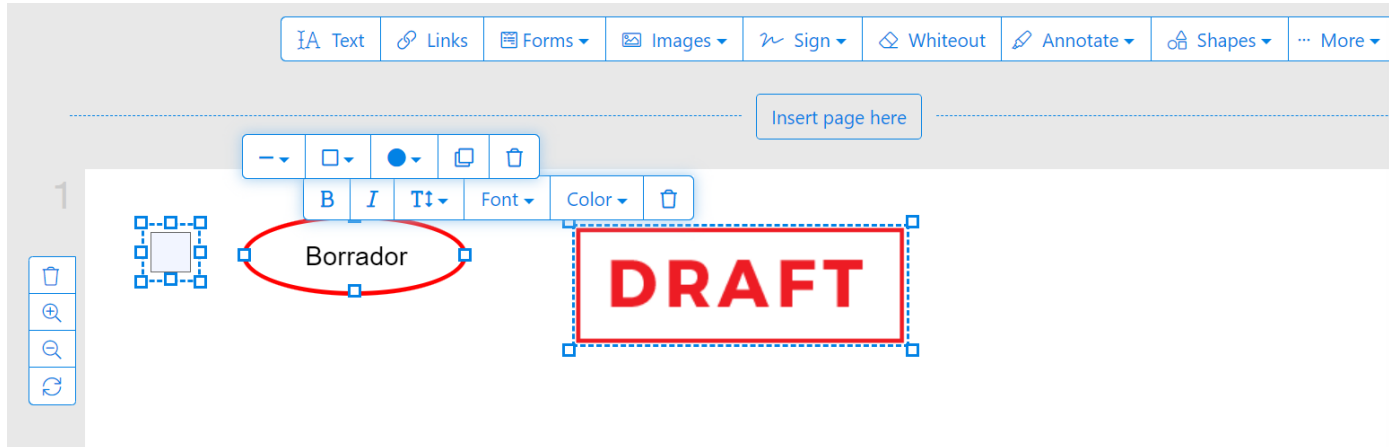 Text Links Forms Images Sign Whiteout Annotate Shapes ··· More
Insert page here
1
B I T Font Color
Borrador
DRAFT